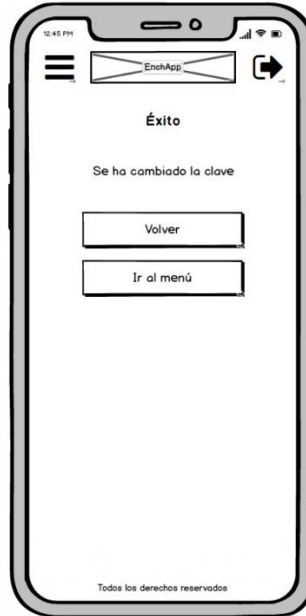 12:45 PM
EnchApp
Éxito
Se ha cambiado la clave
Volver
Ir al menú
Todos los derechos reservados